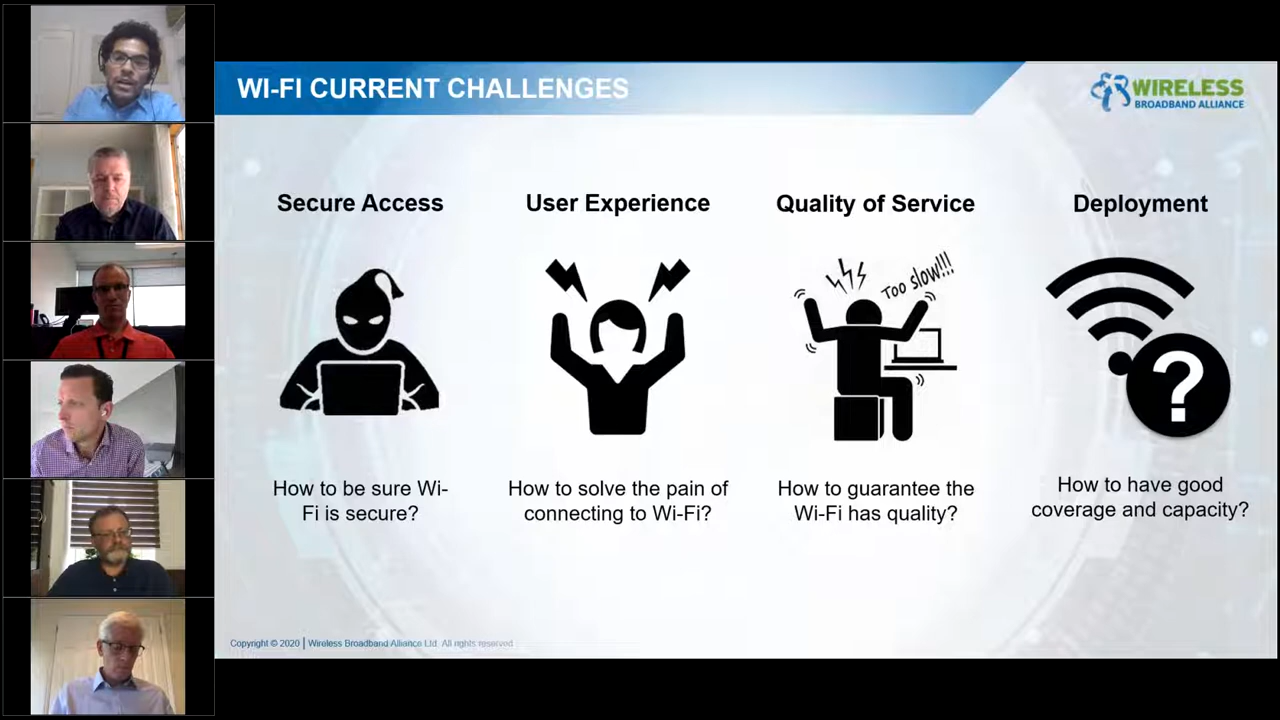 WI-FI CURRENT CHALLENGES
WIRELESS
BROADBAND ALLIANCE
Secure Access
User Experience
Quality of Service
Deployment
Too slow!!!
?
How to be sure Wi-
Fi is secure?
How to solve the pain of
connecting to Wi-Fi?
How to guarantee the
Wi-Fi has quality?
How to have good
coverage and capacity?
Copyright © 2020 | Wireless Broadband Alliance Ltd. All rights reserved